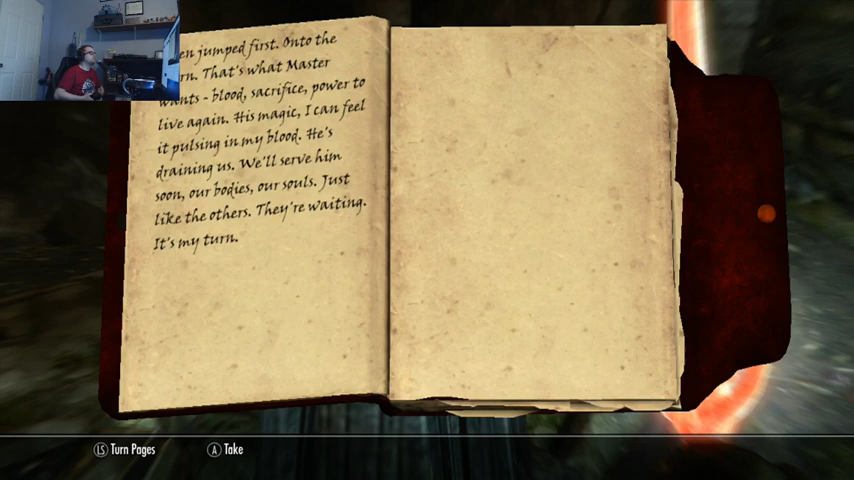 en jumped first. Onto the
rn. That's what Master
wants - blood, sacrifice, power to
live again. His magic, I can feel
it pulsing in my blood. He's
draining us. We'll serve him
soon, our bodies, our souls. Just
like the others. They're waiting.
It's my turn.
LS Turn Pages
A Take